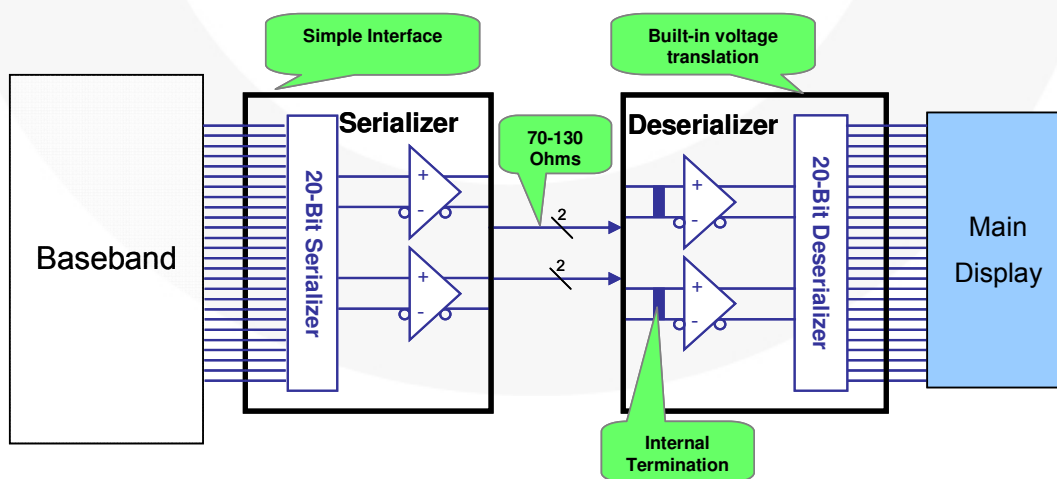 Simple Interface
Built-in voltage
translation
Serializer
70-130
Ohms
Deserializer
Baseband
20-Bit Serializer
+
-
+
-
2
2
+
-
+
-
20-Bit Deserializer
Main
Display
Internal
Termination